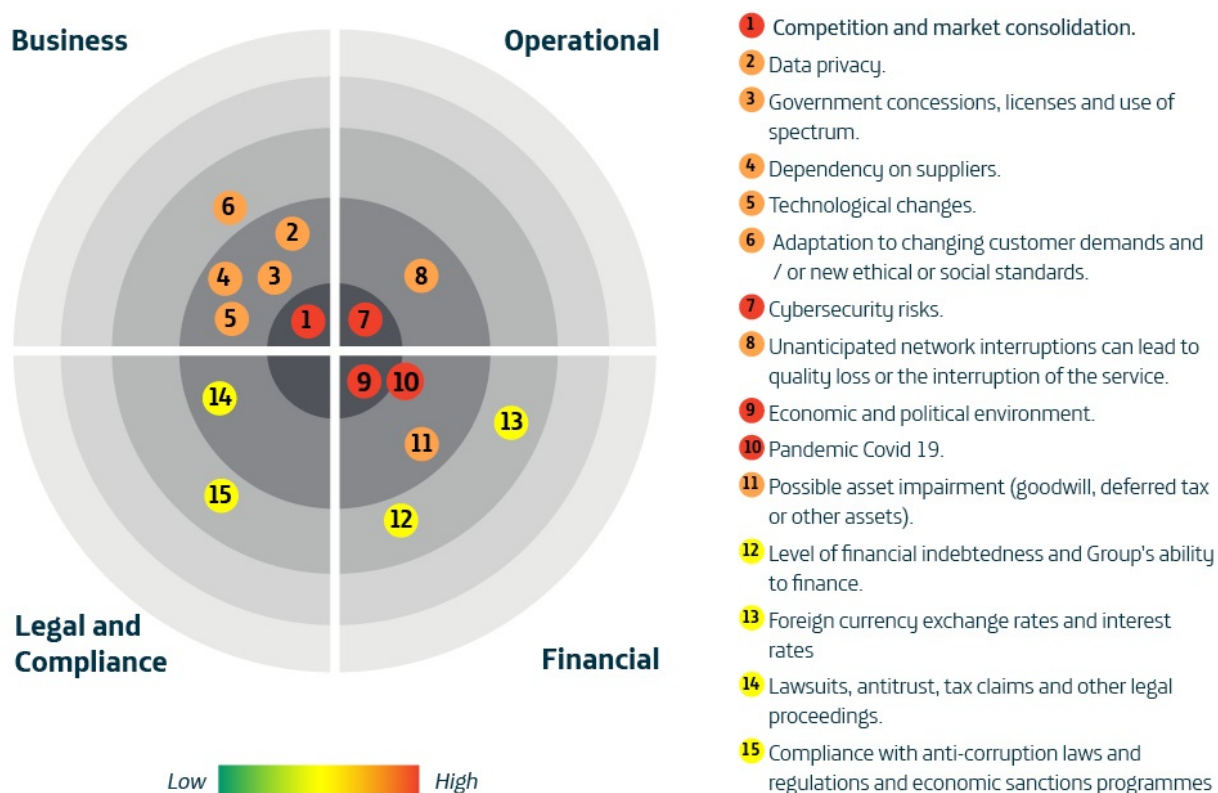 Business
Operational
6
2
4
3
8
5
1
7
9
10
14
13
11
15
12
Legal and
Compliance
Financial
Low
High
1 Competition and market consolidation.
2 Data privacy.
3 Government concessions, licenses and use of
spectrum.
4 Dependency on suppliers.
5 Technological changes.
6 Adaptation to changing customer demands and
/ or new ethical or social standards.
7 Cybersecurity risks.
8 Unanticipated network interruptions can lead to
quality loss or the interruption of the service.
9 Economic and political environment.
10 Pandemic Covid 19.
11 Possible asset impairment (goodwill, deferred tax
or other assets).
12 Level of financial indebtedness and Group's ability
to finance.
13 Foreign currency exchange rates and interest
rates
14 Lawsuits, antitrust, tax claims and other legal
proceedings.
15 Compliance with anti-corruption laws and
regulations and economic sanctions programmes